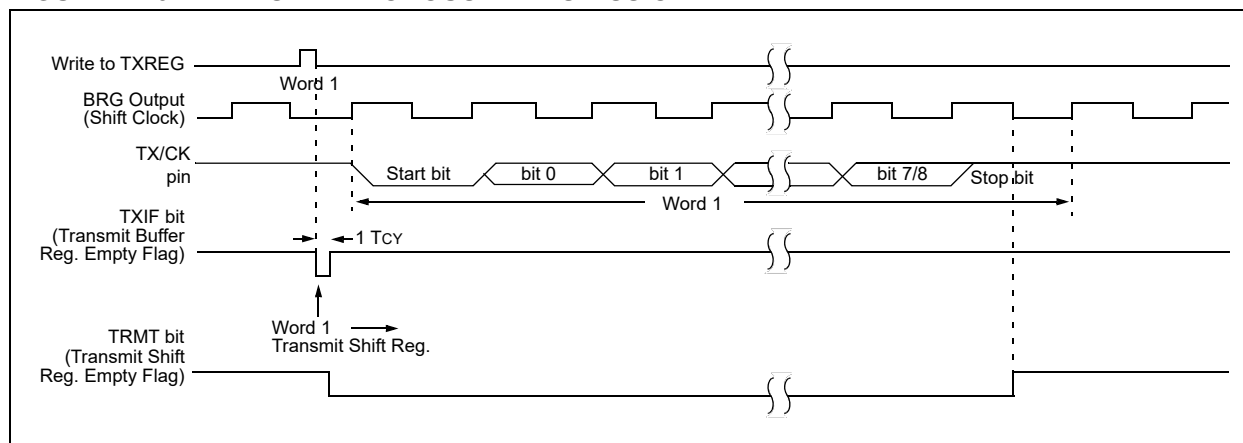 Write to TXREG
Word 1
BRG Output
(Shift Clock)
TX/CK
pin
Start bit
bit 0
bit 1
bit 7/8
Stop bit
Word 1
TXIF bit
(Transmit Buffer
Reg. Empty Flag)
1 TCY
Word 1
Transmit Shift Reg.
TRMT bit
(Transmit Shift
Reg. Empty Flag)